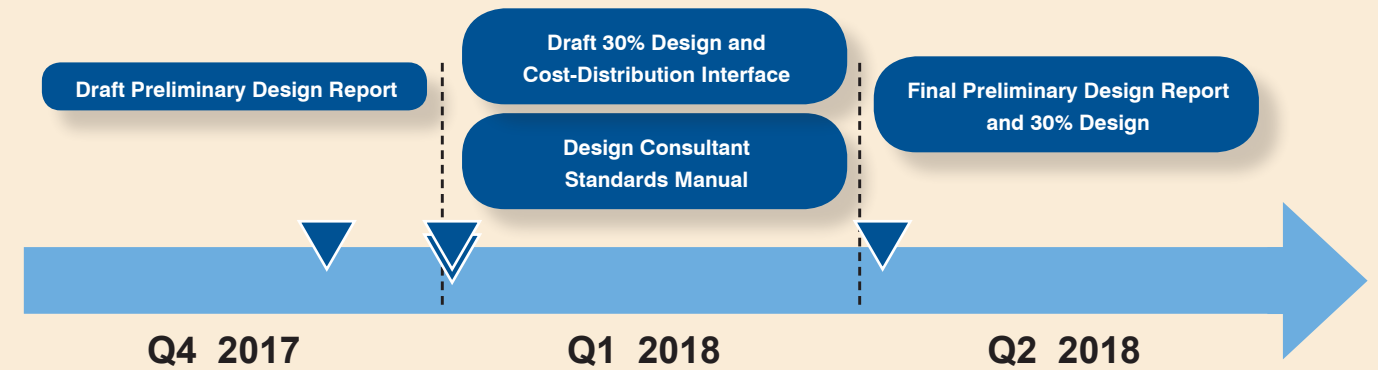 Draft Preliminary Design Report
Draft 30% Design and
Cost-Distribution Interface
Design Consultant
Standards Manual
Final Preliminary Design Report
and 30% Design
Q4 2017
Q1 2018
Q2 2018